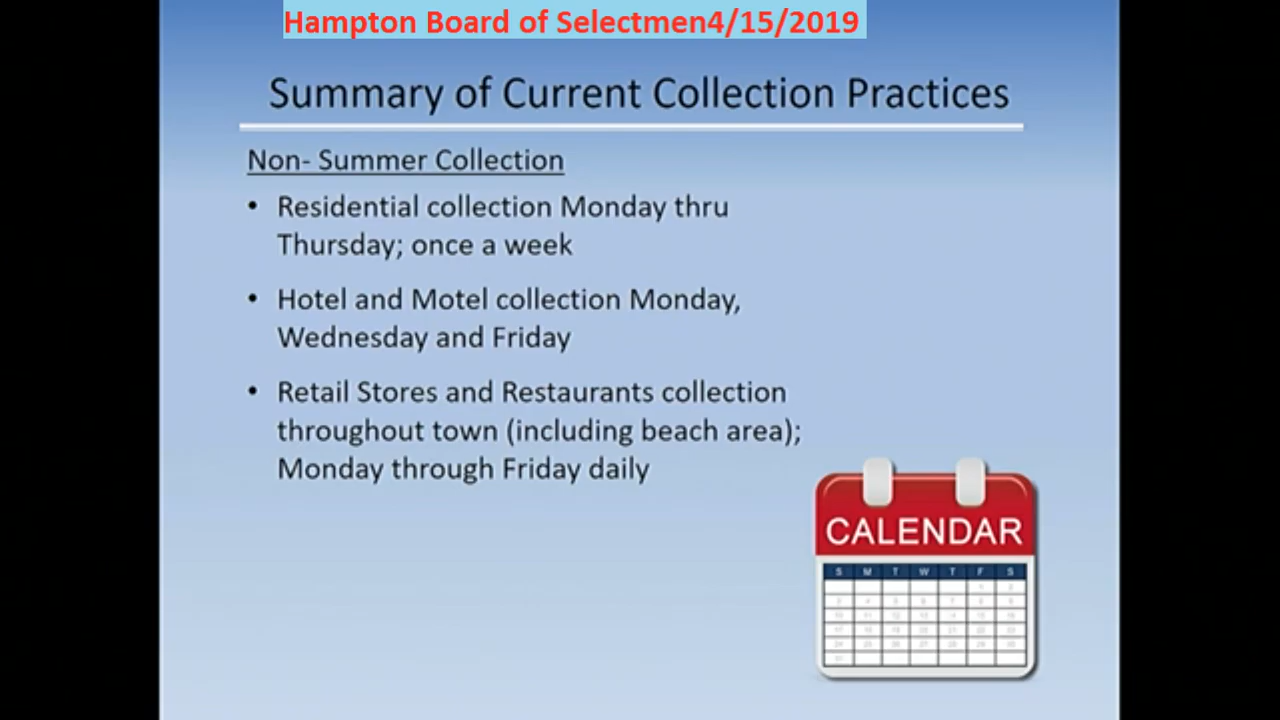 Hampton Board of Selectmen4/15/2019
Summary of Current Collection Practices
Non- Summer Collection
• Residential collection Monday thru
Thursday; once a week
• Hotel and Motel collection Monday,
Wednesday and Friday
• Retail Stores and Restaurants collection
throughout town (including beach area);
Monday through Friday daily
CALENDAR
S M T W T F S